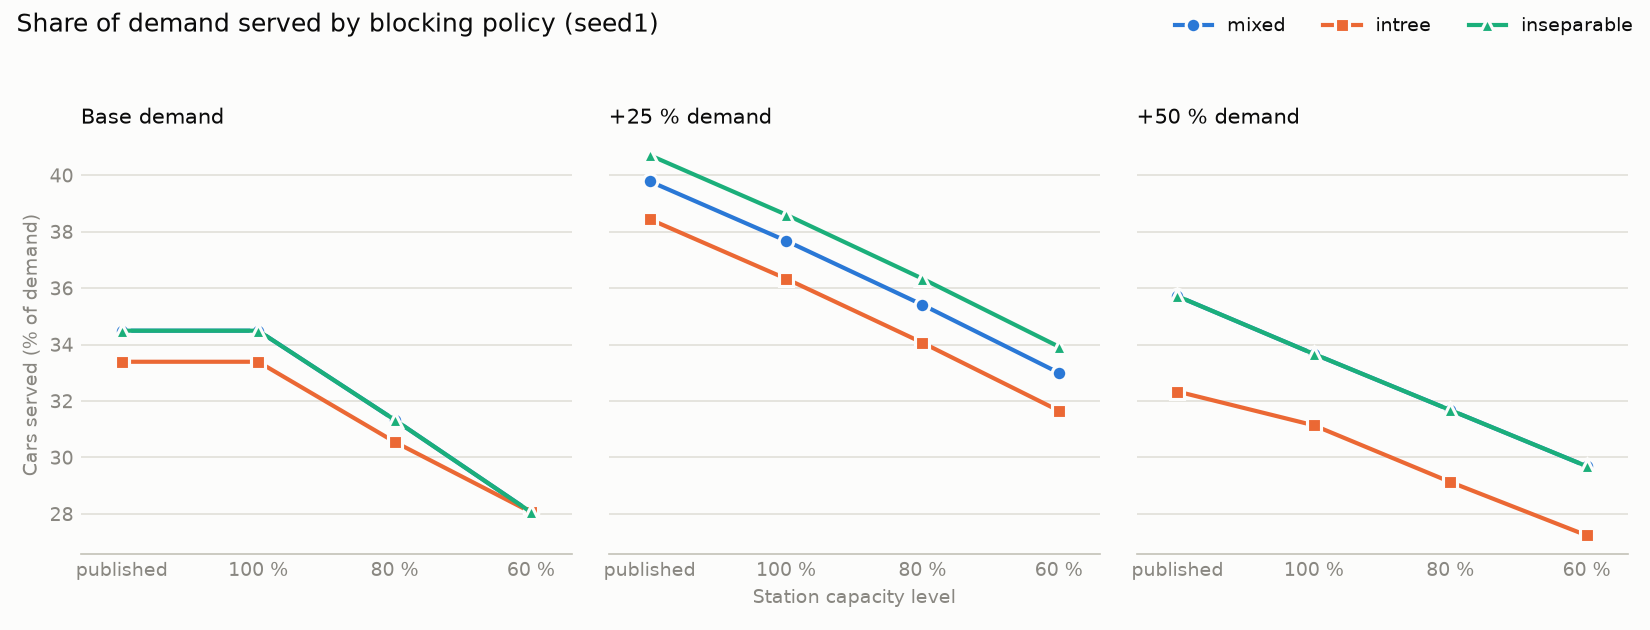 Share of demand served by blocking policy (seed1)
mixed
intree
inseparable
Base demand
+25 % demand
+50 % demand
Cars served (% of demand)
40
38
36
34
32
30
28
published 100 % 80 % 60 %
published 100 % 80 % 60 %
published 100 % 80 % 60 %
Station capacity level